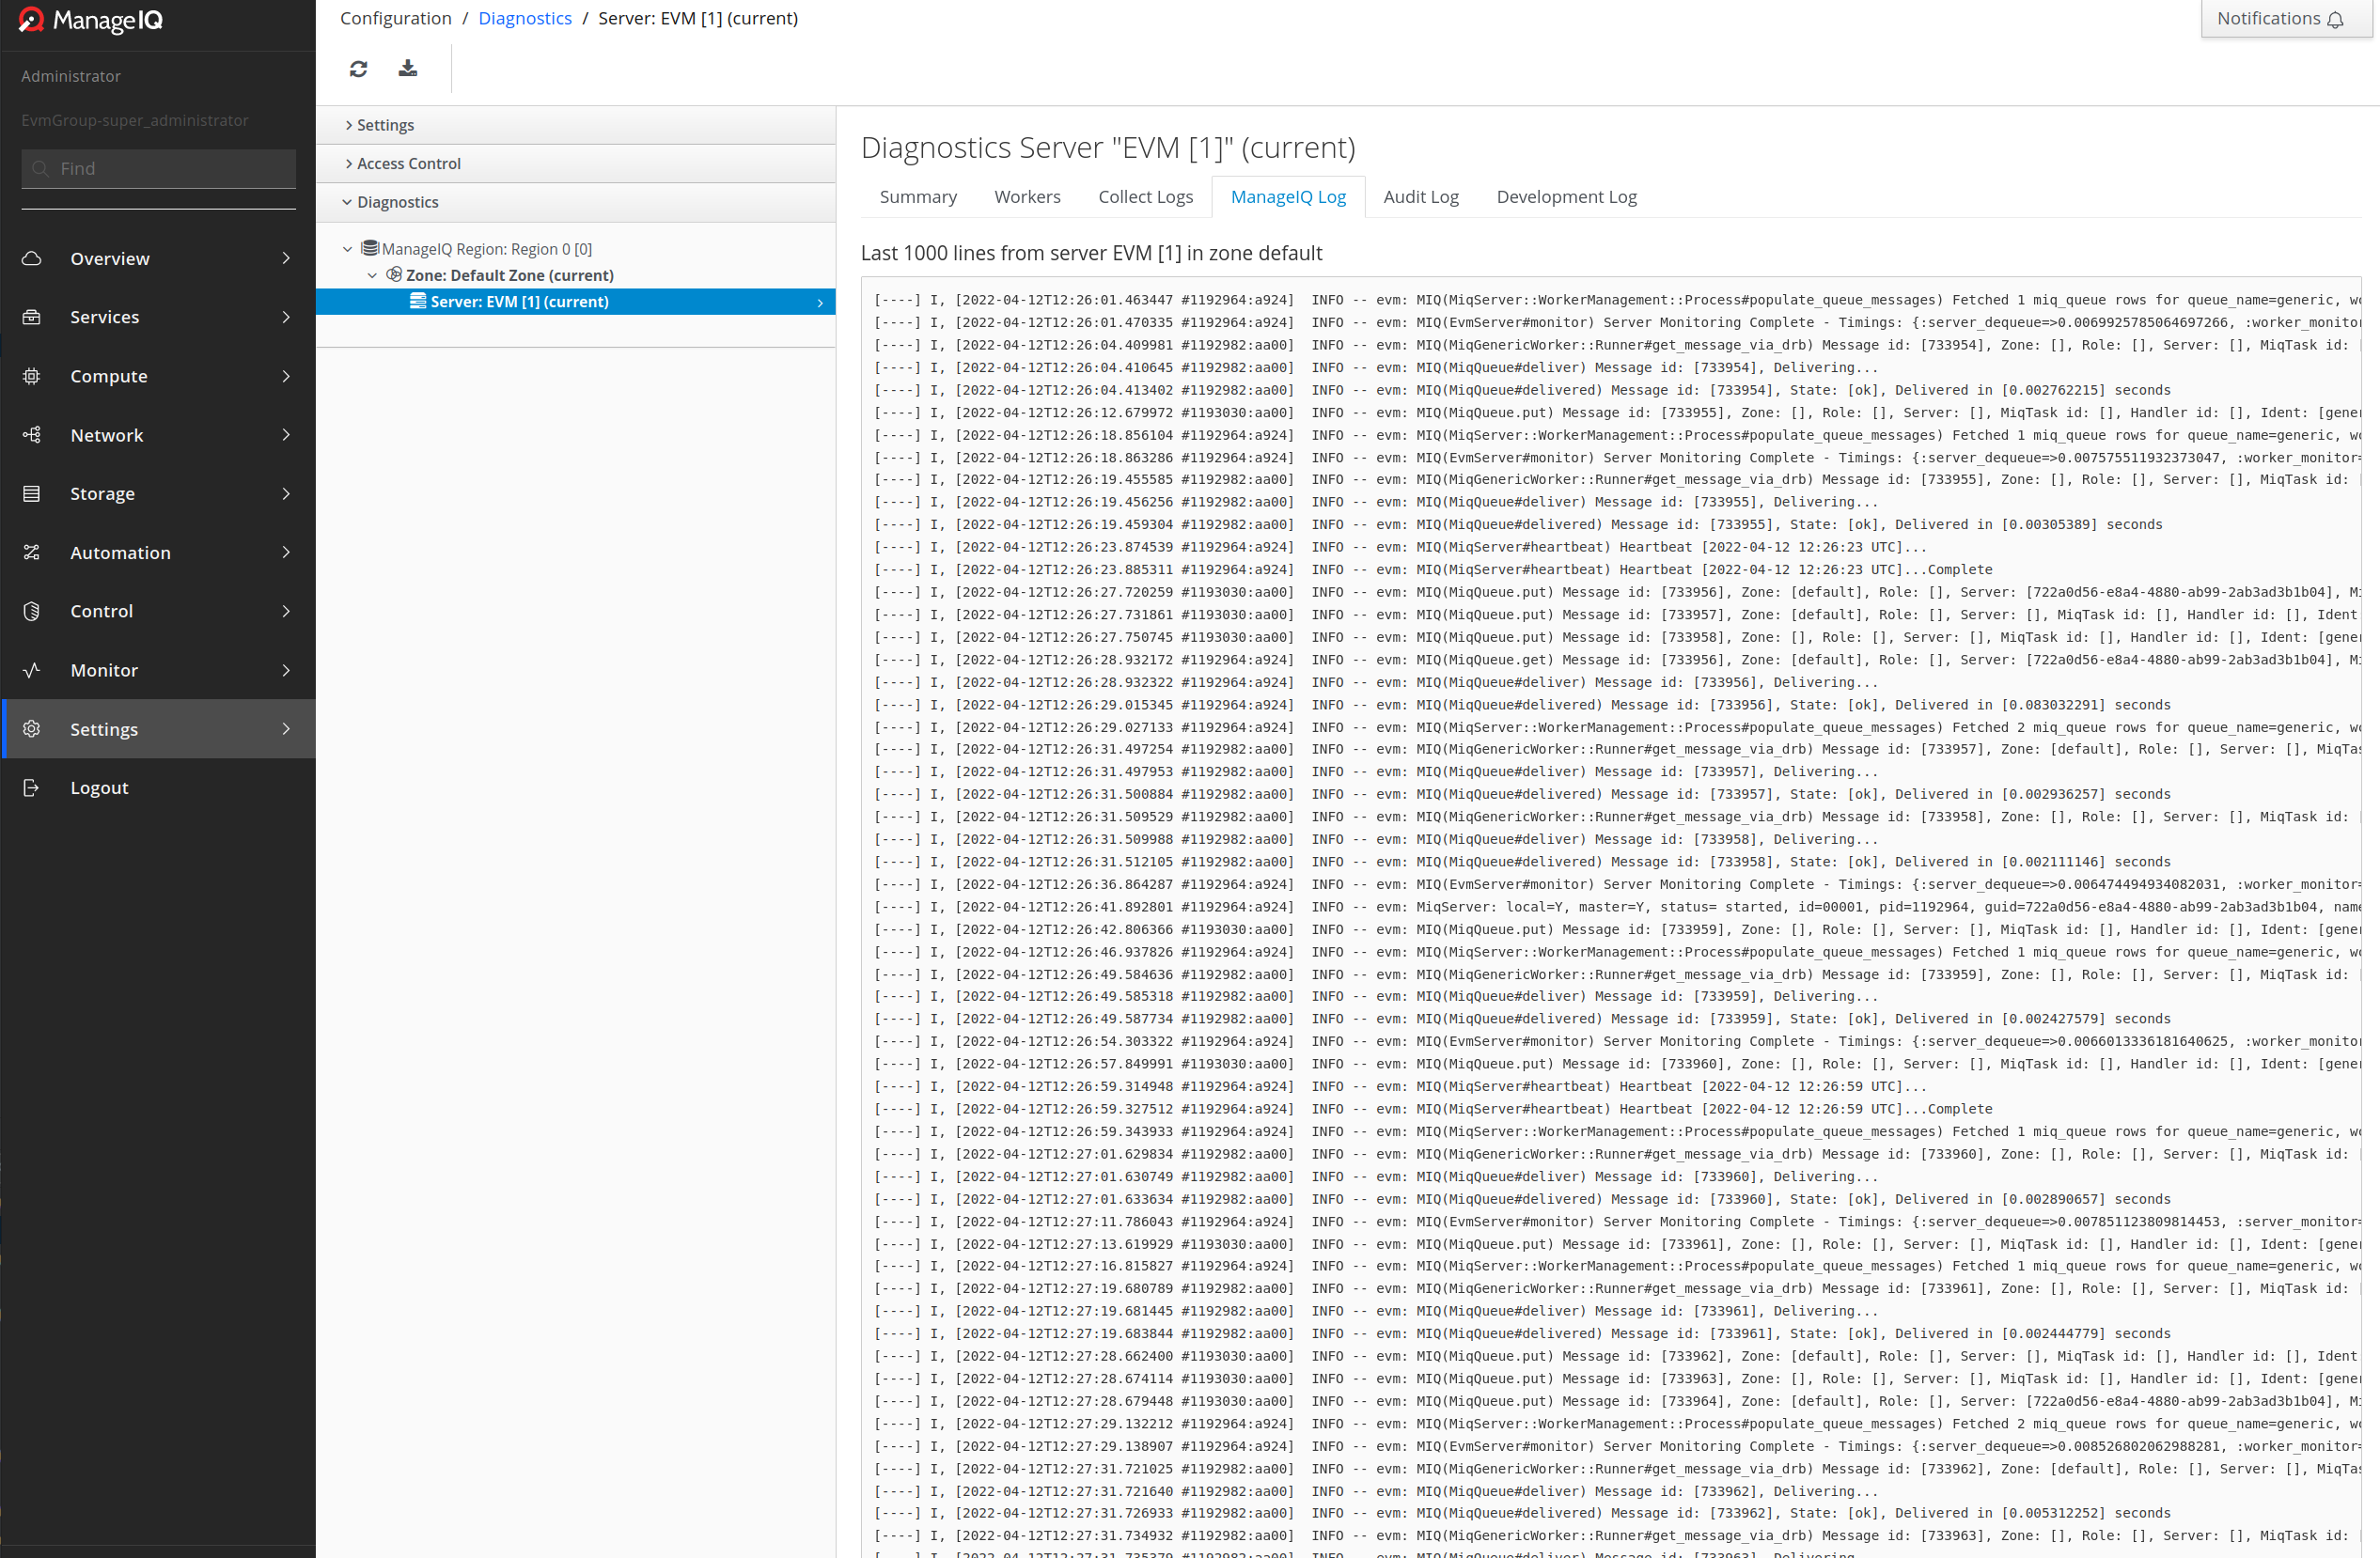 ManageIQ
Configuration / Diagnostics / Server: EVM [1] (current)
Notifications
Administrator
EvmGroup-super_administrator
Find
Overview
Services
Compute
Network
Storage
Automation
Control
Monitor
Settings
Logout
Settings
Access Control
Diagnostics
ManageIQ Region: Region 0 [0]
Zone: Default Zone (current)
Server: EVM [1] (current)
Diagnostics Server "EVM [1]" (current)
Summary Workers Collect Logs ManageIQ Log Audit Log Development Log
Last 1000 lines from server EVM [1] in zone default
[----] I, [2022-04-12T12:26:01.463447 #1192964:a924] INFO -- evm: MIQ(MiqServer::WorkerManagement::Process#populate_queue_messages) Fetched 1 miq_queue rows for queue_name=generic,
[----] I, [2022-04-12T12:26:01.470335 #1192964:a924] INFO -- evm: MIQ(EvmServer#monitor) Server Monitoring Complete - Timings: {:server_dequeue=>0.0069925785064697266, :worker_monitor
[----] I, [2022-04-12T12:26:04.409981 #1192982:aa00] INFO -- evm: MIQ(MiqGenericWorker::Runner#get_message_via_drb) Message id: [733954], Zone: [], Role: [], Server: [], MiqTask id: [
[----] I, [2022-04-12T12:26:04.410645 #1192982:aa00] INFO -- evm: MIQ(MiqQueue#deliver) Message id: [733954], Delivering...
[----] I, [2022-04-12T12:26:04.413402 #1192982:aa00] INFO -- evm: MIQ(MiqQueue#delivered) Message id: [733954], State: [ok], Delivered in [0.002762215] seconds
[----] I, [2022-04-12T12:26:12.679972 #1193030:aa00] INFO -- evm: MIQ(MiqQueue.put) Message id: [733955], Zone: [], Role: [], Server: [], MiqTask id: [], Handler id: [], Ident: [gener
[----] I, [2022-04-12T12:26:18.856104 #1192964:a924] INFO -- evm: MIQ(MiqServer::WorkerManagement::Process#populate_queue_messages) Fetched 1 miq_queue rows for queue_name=generic,
[----] I, [2022-04-12T12:26:18.863286 #1192964:a924] INFO -- evm: MIQ(EvmServer#monitor) Server Monitoring Complete - Timings: {:server_dequeue=>0.007575511932373047, :worker_monitor=
[----] I, [2022-04-12T12:26:19.455585 #1192982:aa00] INFO -- evm: MIQ(MiqGenericWorker::Runner#get_message_via_drb) Message id: [733955], Zone: [], Role: [], Server: [], MiqTask id: [
[----] I, [2022-04-12T12:26:19.456256 #1192982:aa00] INFO -- evm: MIQ(MiqQueue#deliver) Message id: [733955], Delivering...
[----] I, [2022-04-12T12:26:19.459304 #1192982:aa00] INFO -- evm: MIQ(MiqQueue#delivered) Message id: [733955], State: [ok], Delivered in [0.00305389] seconds
[----] I, [2022-04-12T12:26:23.874539 #1192964:a924] INFO -- evm: MIQ(MiqServer#heartbeat) Heartbeat [2022-04-12 12:26:23 UTC]...
[----] I, [2022-04-12T12:26:23.885311 #1192964:a924] INFO -- evm: MIQ(MiqServer#heartbeat) Heartbeat [2022-04-12 12:26:23 UTC]...Complete
[----] I, [2022-04-12T12:26:27.720259 #1193030:aa00] INFO -- evm: MIQ(MiqQueue.put) Message id: [733956], Zone: [default], Role: [], Server: [722a0d56-e8a4-4880-ab99-2ab3ad3b1b04],
[----] I, [2022-04-12T12:26:27.731861 #1193030:aa00] INFO -- evm: MIQ(MiqQueue.put) Message id: [733957], Zone: [default], Role: [], Server: [], MiqTask id: [], Handler id: [], Ident
[----] I, [2022-04-12T12:26:27.750745 #1193030:aa00] INFO -- evm: MIQ(MiqQueue.put) Message id: [733958], Zone: [], Role: [], Server: [], MiqTask id: [], Handler id: [], Ident: [gener
[----] I, [2022-04-12T12:26:28.932172 #1192964:a924] INFO -- evm: MIQ(MiqQueue.get) Message id: [733956], Zone: [default], Role: [], Server: [722a0d56-e8a4-4880-ab99-2ab3ad3b1b04],
[----] I, [2022-04-12T12:26:28.932322 #1192964:a924] INFO -- evm: MIQ(MiqQueue#deliver) Message id: [733956], Delivering...
[----] I, [2022-04-12T12:26:29.015345 #1192964:a924] INFO -- evm: MIQ(MiqQueue#delivered) Message id: [733956], State: [ok], Delivered in [0.083032291] seconds
[----] I, [2022-04-12T12:26:29.027133 #1192964:a924] INFO -- evm: MIQ(MiqServer::WorkerManagement::Process#populate_queue_messages) Fetched 2 miq_queue rows for queue_name=generic,
[----] I, [2022-04-12T12:26:31.497254 #1192982:aa00] INFO -- evm: MIQ(MiqGenericWorker::Runner#get_message_via_drb) Message id: [733957], Zone: [default], Role: [], Server: [], MiqTas
[----] I, [2022-04-12T12:26:31.497953 #1192982:aa00] INFO -- evm: MIQ(MiqQueue#deliver) Message id: [733957], Delivering...
[----] I, [2022-04-12T12:26:31.500884 #1192982:aa00] INFO -- evm: MIQ(MiqQueue#delivered) Message id: [733957], State: [ok], Delivered in [0.002936257] seconds
[----] I, [2022-04-12T12:26:31.509529 #1192982:aa00] INFO -- evm: MIQ(MiqGenericWorker::Runner#get_message_via_drb) Message id: [733958], Zone: [], Role: [], Server: [], MiqTask id: [
[----] I, [2022-04-12T12:26:31.509988 #1192982:aa00] INFO -- evm: MIQ(MiqQueue#deliver) Message id: [733958], Delivering...
[----] I, [2022-04-12T12:26:31.512105 #1192982:aa00] INFO -- evm: MIQ(MiqQueue#delivered) Message id: [733958], State: [ok], Delivered in [0.002111146] seconds
[----] I, [2022-04-12T12:26:36.864287 #1192964:a924] INFO -- evm: MIQ(EvmServer#monitor) Server Monitoring Complete - Timings: {:server_dequeue=>0.006474494934082031, :worker_monitor=
[----] I, [2022-04-12T12:26:41.892801 #1192964:a924] INFO -- evm: MiqServer: local=Y, master=Y, status= started, id=00001, pid=1192964, guid=722a0d56-e8a4-4880-ab99-2ab3ad3b1b04, name
[----] I, [2022-04-12T12:26:42.806366 #1193030:aa00] INFO -- evm: MIQ(MiqQueue.put) Message id: [733959], Zone: [], Role: [], Server: [], MiqTask id: [], Handler id: [], Ident: [gener
[----] I, [2022-04-12T12:26:46.937826 #1192964:a924] INFO -- evm: MIQ(MiqServer::WorkerManagement::Process#populate_queue_messages) Fetched 1 miq_queue rows for queue_name=generic,
[----] I, [2022-04-12T12:26:49.584636 #1192982:aa00] INFO -- evm: MIQ(MiqGenericWorker::Runner#get_message_via_drb) Message id: [733959], Zone: [], Role: [], Server: [], MiqTask id: [
[----] I, [2022-04-12T12:26:49.585318 #1192982:aa00] INFO -- evm: MIQ(MiqQueue#deliver) Message id: [733959], Delivering...
[----] I, [2022-04-12T12:26:49.587734 #1192982:aa00] INFO -- evm: MIQ(MiqQueue#delivered) Message id: [733959], State: [ok], Delivered in [0.002427579] seconds
[----] I, [2022-04-12T12:26:54.303322 #1192964:a924] INFO -- evm: MIQ(EvmServer#monitor) Server Monitoring Complete - Timings: {:server_dequeue=>0.0066013336181640625, :worker_monitor
[----] I, [2022-04-12T12:26:57.849991 #1193030:aa00] INFO -- evm: MIQ(MiqQueue.put) Message id: [733960], Zone: [], Role: [], Server: [], MiqTask id: [], Handler id: [], Ident: [gener
[----] I, [2022-04-12T12:26:59.314948 #1192964:a924] INFO -- evm: MIQ(MiqServer#heartbeat) Heartbeat [2022-04-12 12:26:59 UTC]...
[----] I, [2022-04-12T12:26:59.327512 #1192964:a924] INFO -- evm: MIQ(MiqServer#heartbeat) Heartbeat [2022-04-12 12:26:59 UTC]...Complete
[----] I, [2022-04-12T12:26:59.343933 #1192964:a924] INFO -- evm: MIQ(MiqServer::WorkerManagement::Process#populate_queue_messages) Fetched 1 miq_queue rows for queue_name=generic,
[----] I, [2022-04-12T12:27:01.629834 #1192982:aa00] INFO -- evm: MIQ(MiqGenericWorker::Runner#get_message_via_drb) Message id: [733960], Zone: [], Role: [], Server: [], MiqTask id: [
[----] I, [2022-04-12T12:27:01.630749 #1192982:aa00] INFO -- evm: MIQ(MiqQueue#deliver) Message id: [733960], Delivering...
[----] I, [2022-04-12T12:27:01.633634 #1192982:aa00] INFO -- evm: MIQ(MiqQueue#delivered) Message id: [733960], State: [ok], Delivered in [0.002890657] seconds
[----] I, [2022-04-12T12:27:11.786043 #1192964:a924] INFO -- evm: MIQ(EvmServer#monitor) Server Monitoring Complete - Timings: {:server_dequeue=>0.007851123809814453, :server_monitor=
[----] I, [2022-04-12T12:27:13.619929 #1193030:aa00] INFO -- evm: MIQ(MiqQueue.put) Message id: [733961], Zone: [], Role: [], Server: [], MiqTask id: [], Handler id: [], Ident: [gener
[----] I, [2022-04-12T12:27:16.815827 #1192964:a924] INFO -- evm: MIQ(MiqServer::WorkerManagement::Process#populate_queue_messages) Fetched 1 miq_queue rows for queue_name=generic,
[----] I, [2022-04-12T12:27:19.680789 #1192982:aa00] INFO -- evm: MIQ(MiqGenericWorker::Runner#get_message_via_drb) Message id: [733961], Zone: [], Role: [], Server: [], MiqTask id: [
[----] I, [2022-04-12T12:27:19.681445 #1192982:aa00] INFO -- evm: MIQ(MiqQueue#deliver) Message id: [733961], Delivering...
[----] I, [2022-04-12T12:27:19.683844 #1192982:aa00] INFO -- evm: MIQ(MiqQueue#delivered) Message id: [733961], State: [ok], Delivered in [0.002444779] seconds
[----] I, [2022-04-12T12:27:28.662400 #1193030:aa00] INFO -- evm: MIQ(MiqQueue.put) Message id: [733962], Zone: [default], Role: [], Server: [], MiqTask id: [], Handler id: [], Ident
[----] I, [2022-04-12T12:27:28.674114 #1193030:aa00] INFO -- evm: MIQ(MiqQueue.put) Message id: [733963], Zone: [], Role: [], Server: [], MiqTask id: [], Handler id: [], Ident: [gener
[----] I, [2022-04-12T12:27:28.679448 #1193030:aa00] INFO -- evm: MIQ(MiqQueue.put) Message id: [733964], Zone: [default], Role: [], Server: [722a0d56-e8a4-4880-ab99-2ab3ad3b1b04],
[----] I, [2022-04-12T12:27:29.132212 #1192964:a924] INFO -- evm: MIQ(MiqServer::WorkerManagement::Process#populate_queue_messages) Fetched 2 miq_queue rows for queue_name=generic,
[----] I, [2022-04-12T12:27:29.138907 #1192964:a924] INFO -- evm: MIQ(EvmServer#monitor) Server Monitoring Complete - Timings: {:server_dequeue=>0.008526802062988281, :worker_monitor=
[----] I, [2022-04-12T12:27:31.721025 #1192982:aa00] INFO -- evm: MIQ(MiqGenericWorker::Runner#get_message_via_drb) Message id: [733962], Zone: [default], Role: [], Server: [], MiqTas
[----] I, [2022-04-12T12:27:31.721640 #1192982:aa00] INFO -- evm: MIQ(MiqQueue#deliver) Message id: [733962], Delivering...
[----] I, [2022-04-12T12:27:31.726933 #1192982:aa00] INFO -- evm: MIQ(MiqQueue#delivered) Message id: [733962], State: [ok], Delivered in [0.005312252] seconds
[----] I, [2022-04-12T12:27:31.734932 #1192982:aa00] INFO -- evm: MIQ(MiqGenericWorker::Runner#get_message_via_drb) Message id: [733963], Zone: [], Role: [], Server: [], MiqTask id: [